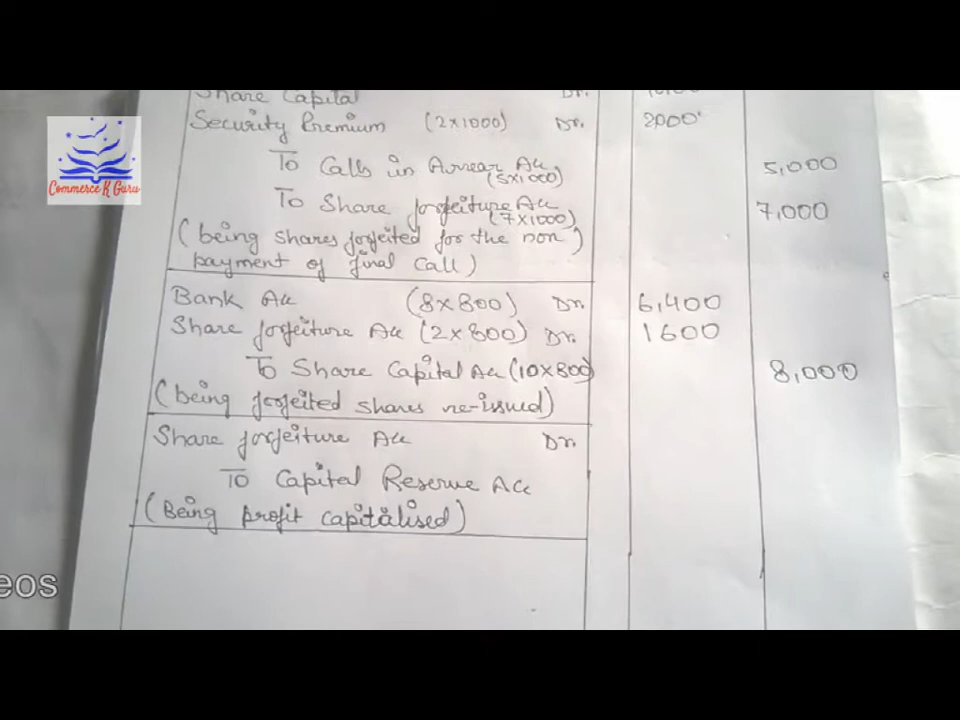 Share Capital Dr.
Security Premium (2x1000) Dr. 2000
To Calls in Arrear A/c 5,000
(5x1000)
To Share forfeiture A/c 7,000
(7x1000)
(being shares forfeited for the non
payment of final call)
Bank A/c (8x800) Dr. 6,400
Share forfeiture A/c (2x800) Dr. 1600
To Share Capital A/c (10x800) 8,000
(being forfeited shares re-issued)
Share forfeiture A/c Dr.
To Capital Reserve A/c
(Being profit capitalised)
Commerce K Guru
eos